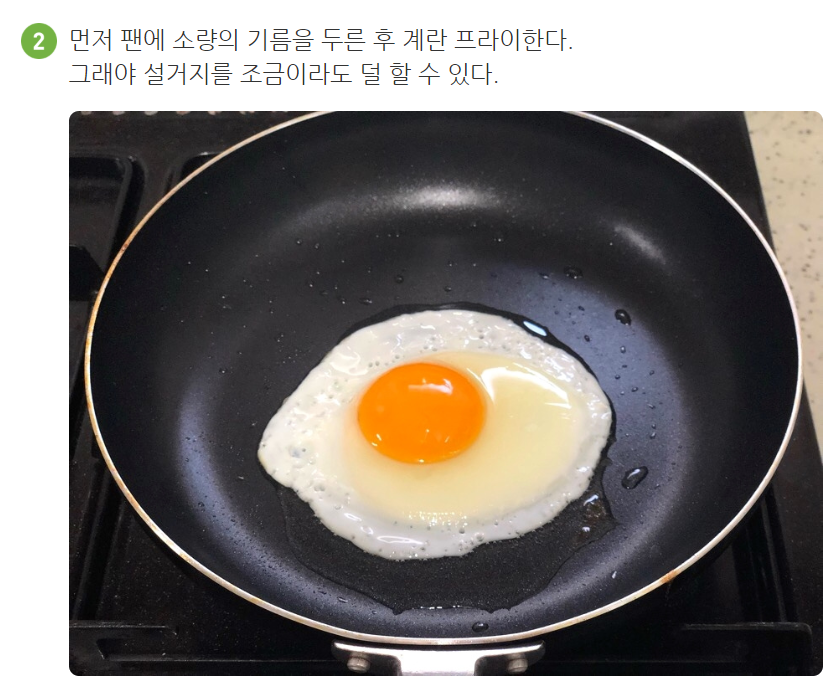 2 먼저 팬에 소량의 기름을 두른 후 계란 프라이한다.
그래야 설거지를 조금이라도 덜 할 수 있다.